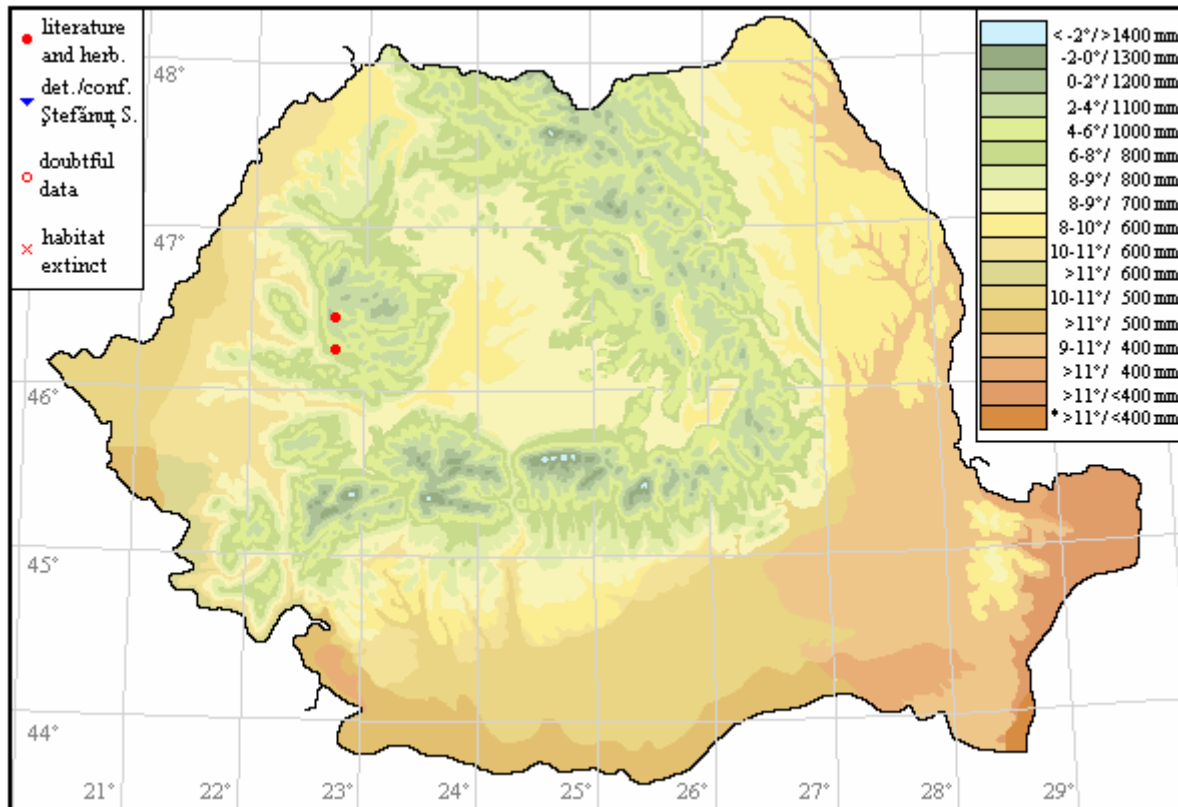 literature
and herb.
det./conf.
Ştefănuţ S.
doubtful
data
habitat
extinct
< -2°/>1400 mm
-2-0°/1300 mm
0-2°/1200 mm
2-4°/1100 mm
4-6°/1000 mm
6-8°/ 800 mm
8-9°/ 800 mm
8-9°/ 700 mm
8-10°/ 600 mm
10-11°/ 600 mm
>11°/ 600 mm
10-11°/ 500 mm
>11°/ 500 mm
9-11°/ 400 mm
>11°/ 400 mm
>11°/<400 mm
* >11°/<400 mm
48°
47°
46°
45°
44°
21°
22°
23°
24°
25°
26°
27°
28°
29°